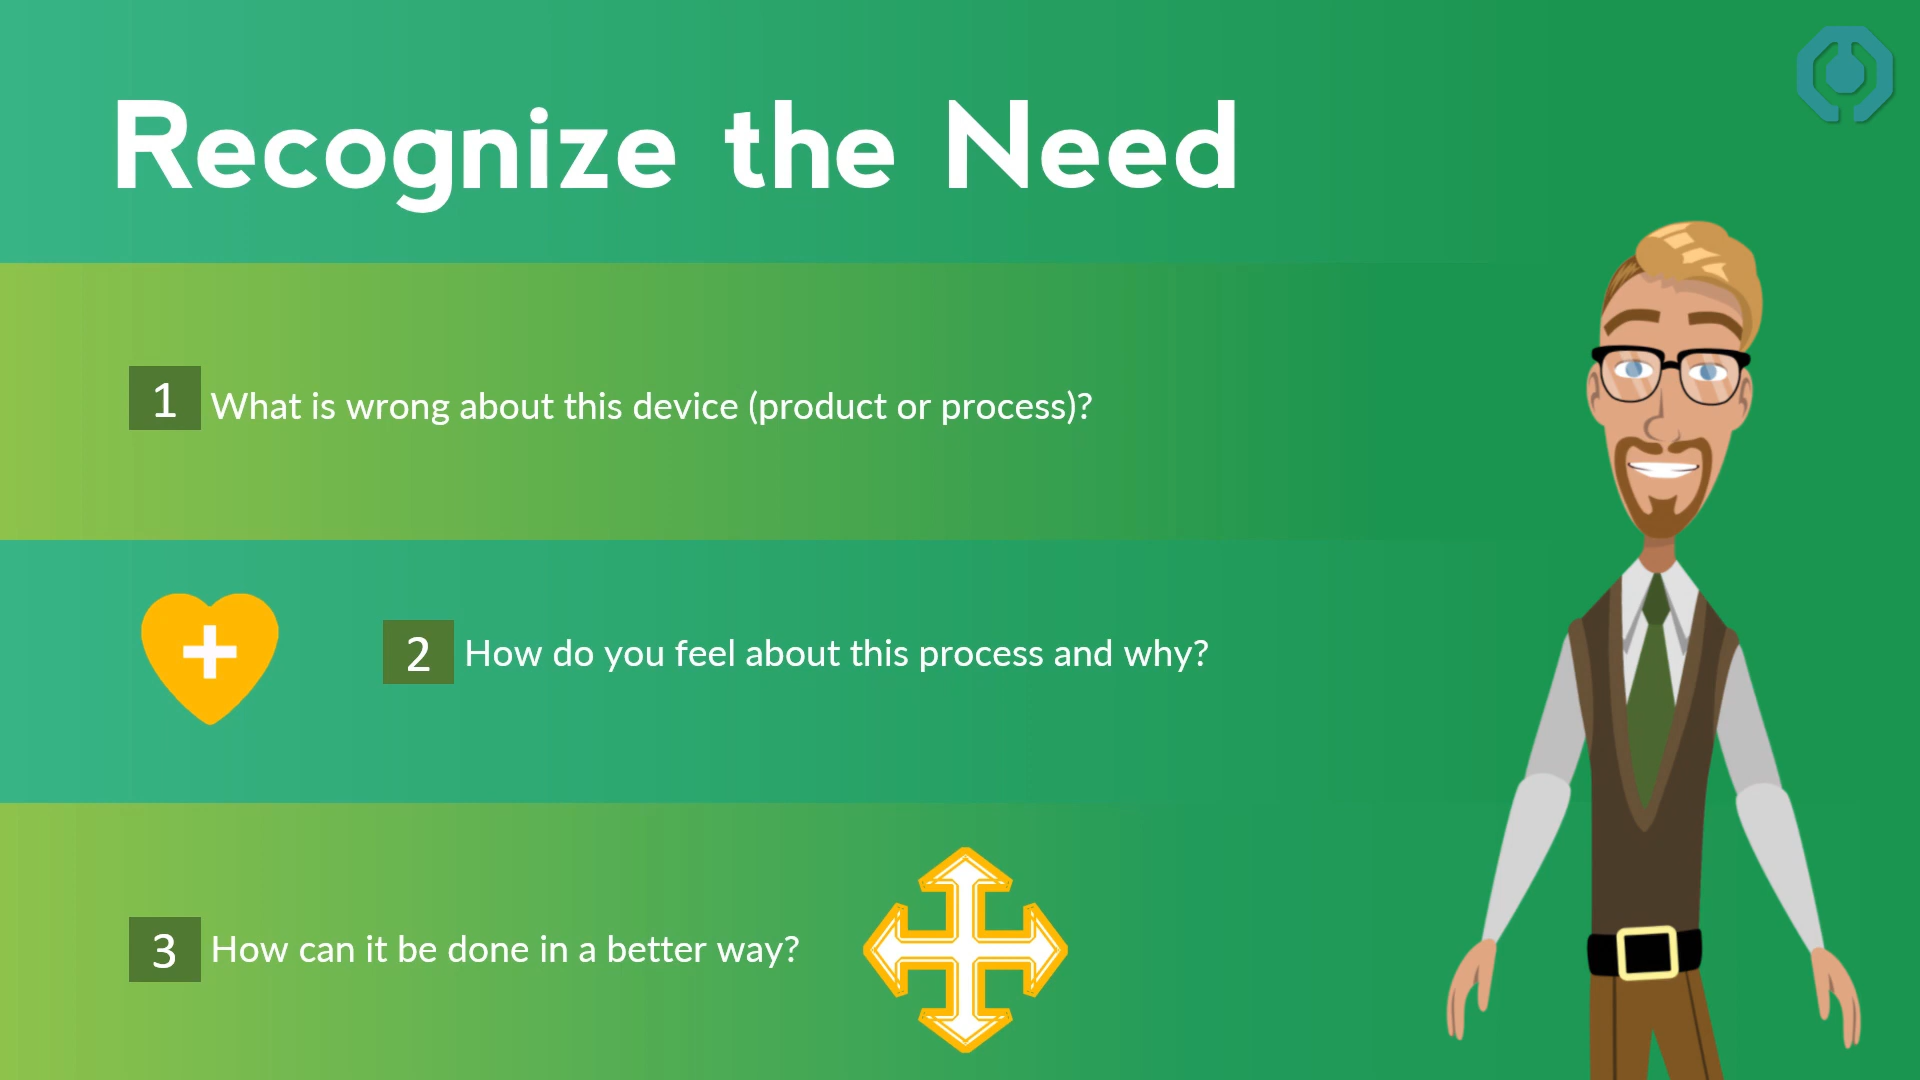 Recognize the Need
1 What is wrong about this device (product or process)?
2 How do you feel about this process and why?
3 How can it be done in a better way?